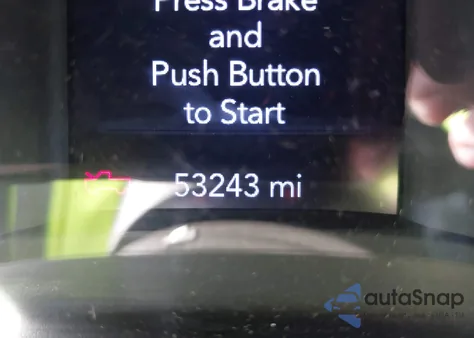 Press Brake
and
Push Button
to Start
53243 mi
autoSnap